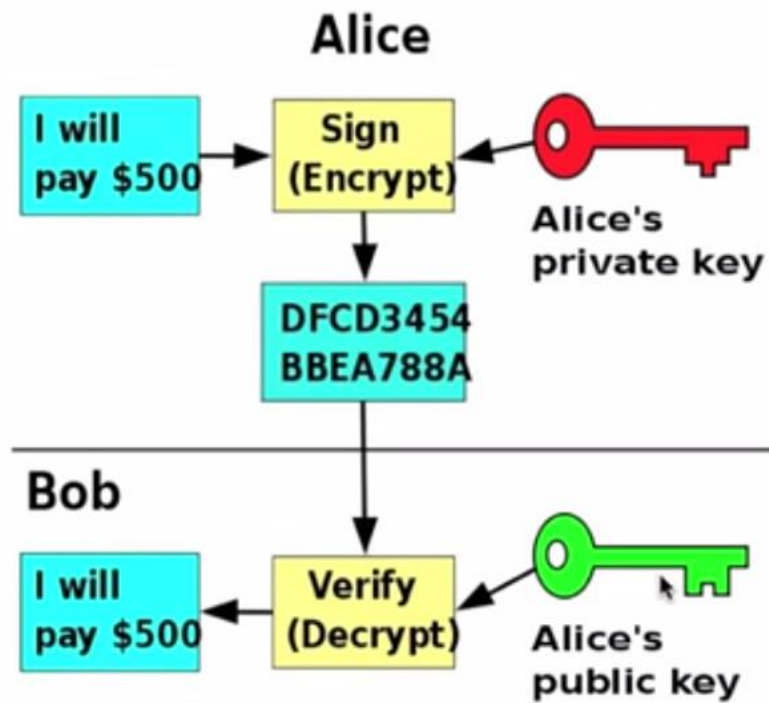 Alice
I will
pay $500
Sign
(Encrypt)
Alice's
private key
DFCD3454
BBEA788A
Bob
I will
pay $500
Verify
(Decrypt)
Alice's
public key